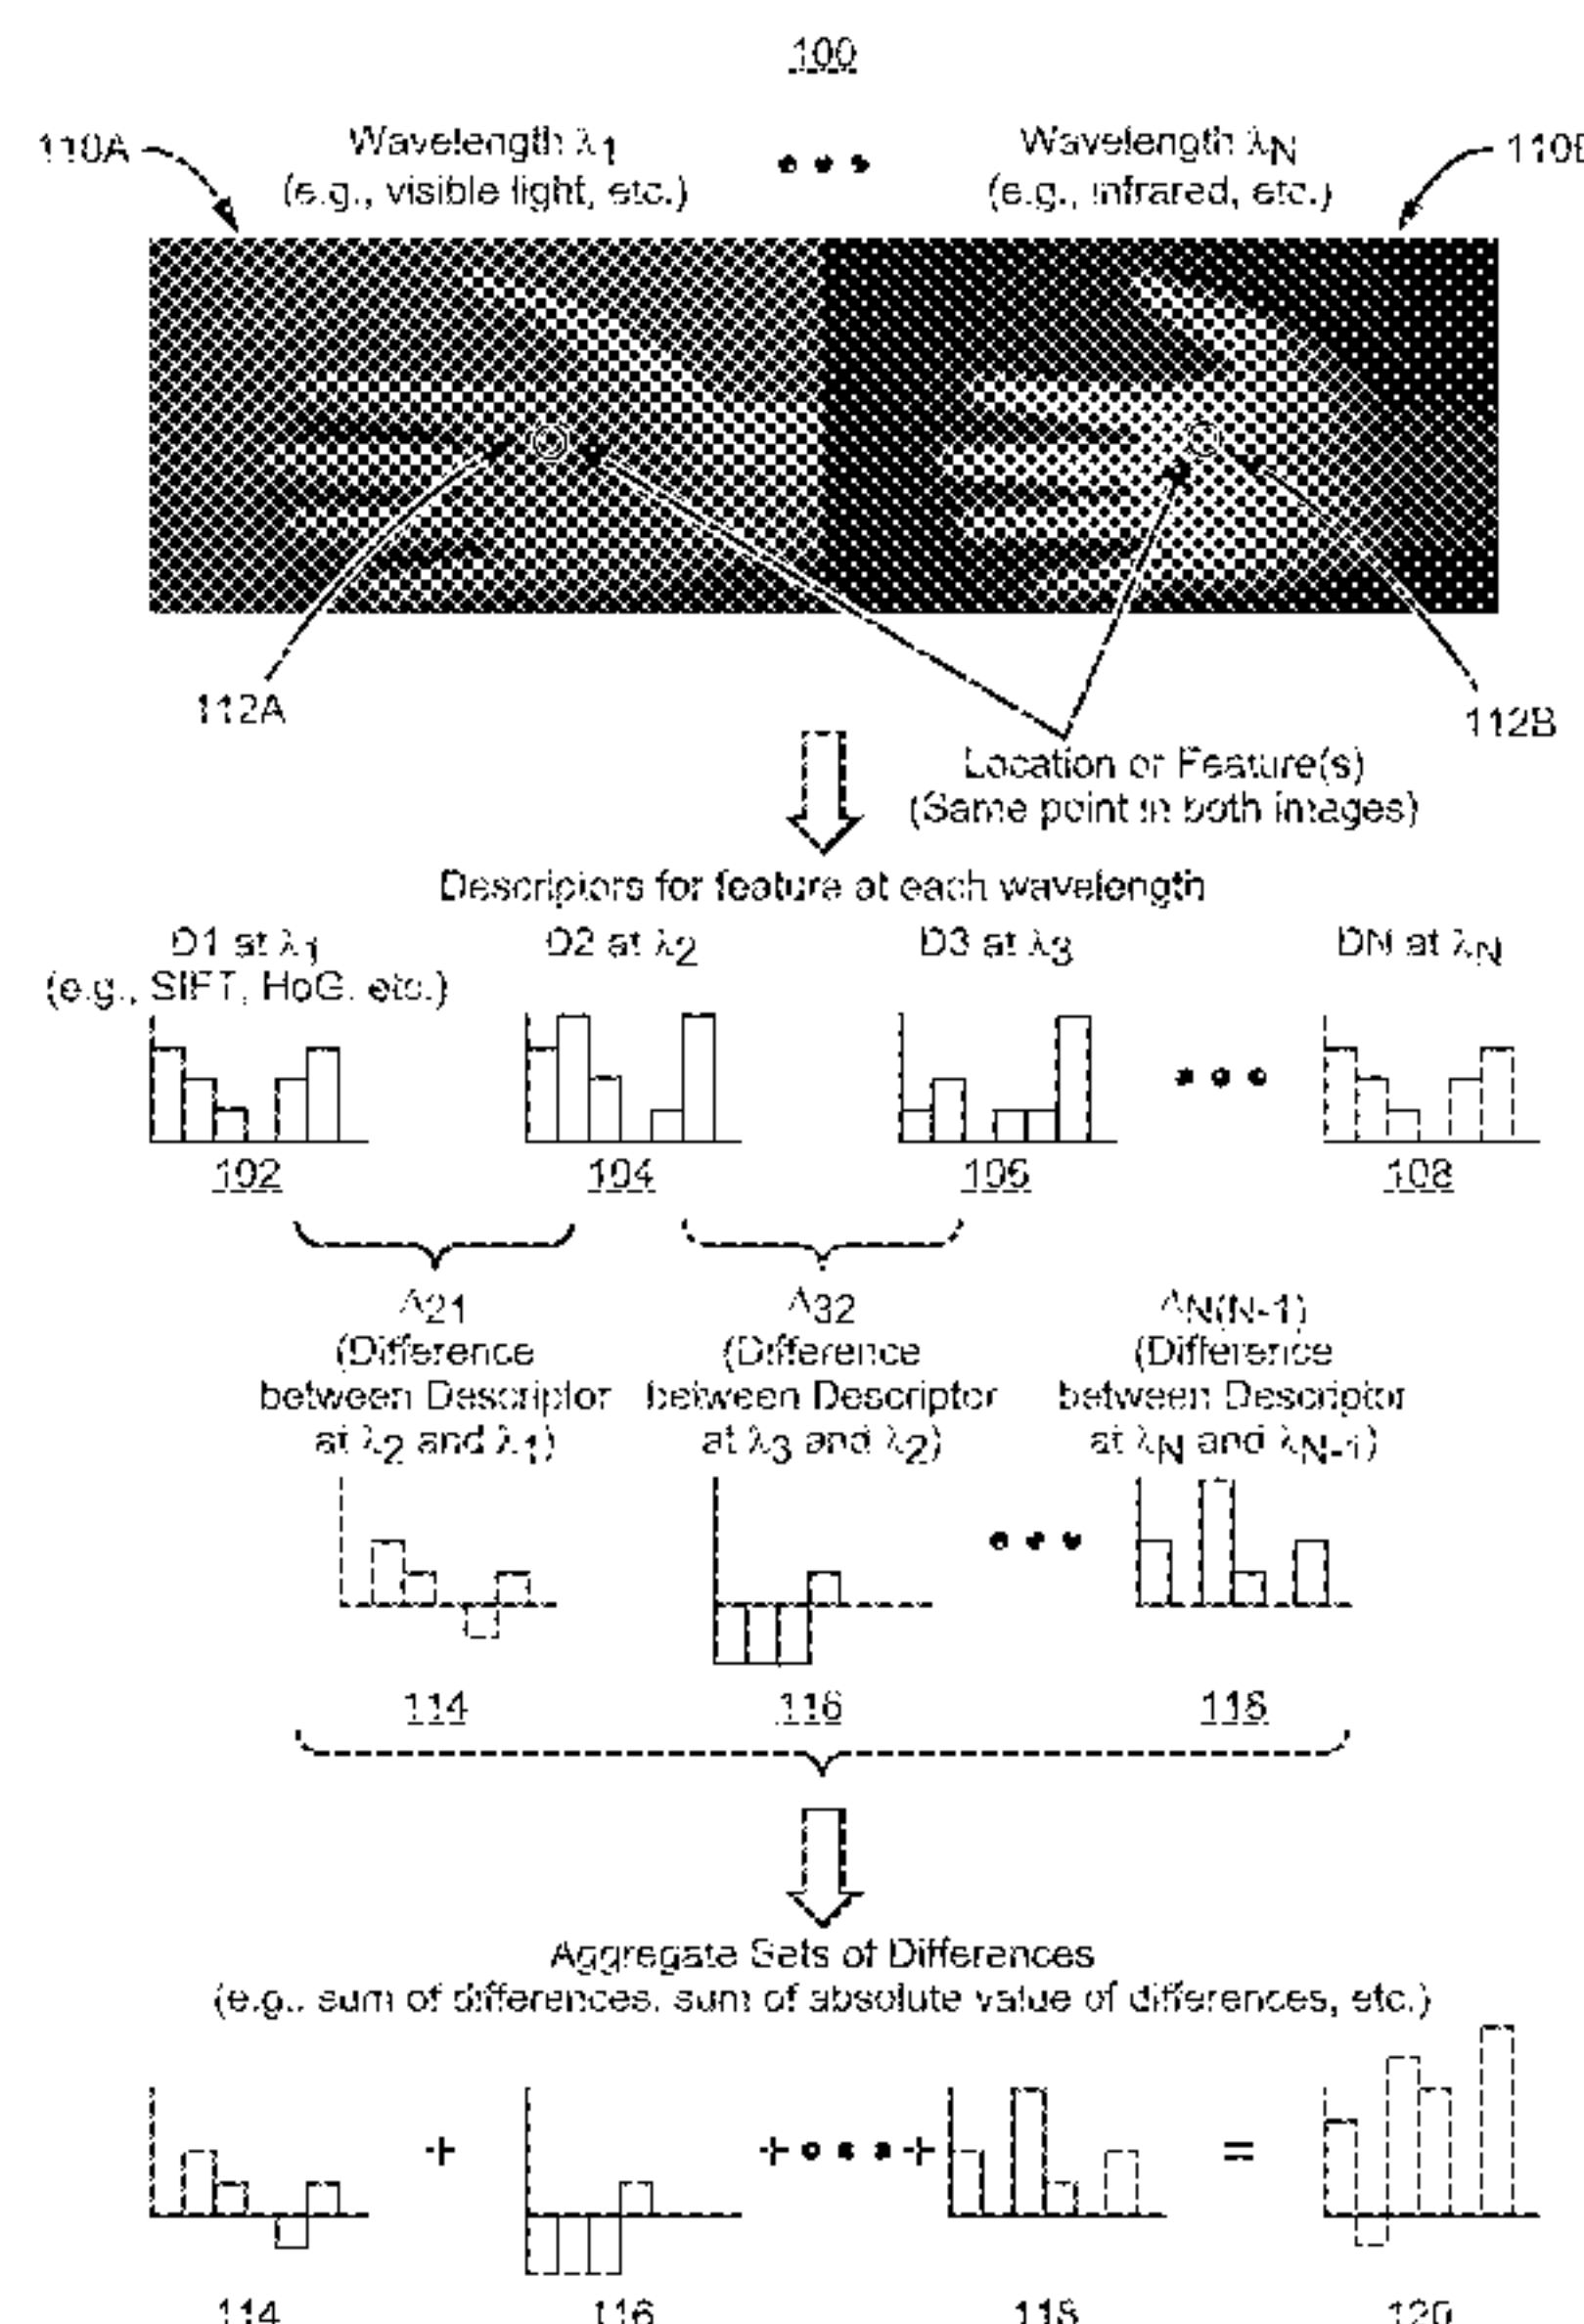 100
110A
Wavelength λ1
(e.g., visible light, etc.)
Wavelength λN
(e.g., infrared, etc.)
112A
112B
Location or Feature(s)
(Same point in both images)
Descriptors for feature at each wavelength
D1 at λ1
(e.g., SIFT, HoG, etc.)
D2 at λ2
D3 at λ3
DN at λN
102
104
106
108
Δ21
(Difference
between Descriptor
at λ2 and λ1)
Δ32
(Difference
between Descriptor
at λ3 and λ2)
ΔN(N-1)
(Difference
between Descriptor
at λN and λN-1)
114
116
118
Aggregate Sets of Differences
(e.g., sum of differences, sum of absolute value of differences, etc.)
+
+
+
=
114
116
118
120